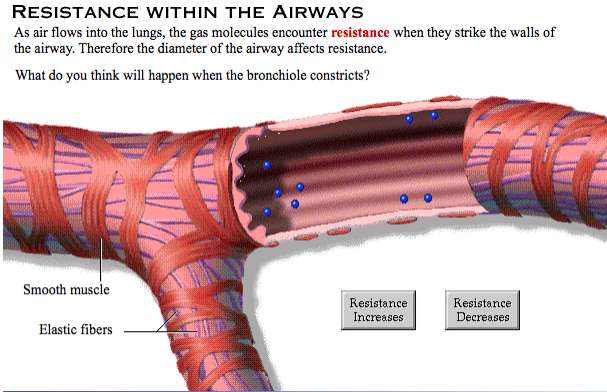 RESISTANCE WITHIN THE AIRWAYS
As air flows into the lungs, the gas molecules encounter resistance when they strike the walls of
the airway. Therefore the diameter of the airway affects resistance.
What do you think will happen when the bronchiole constricts?
Smooth muscle
Elastic fibers
Resistance
Increases
Resistance
Decreases